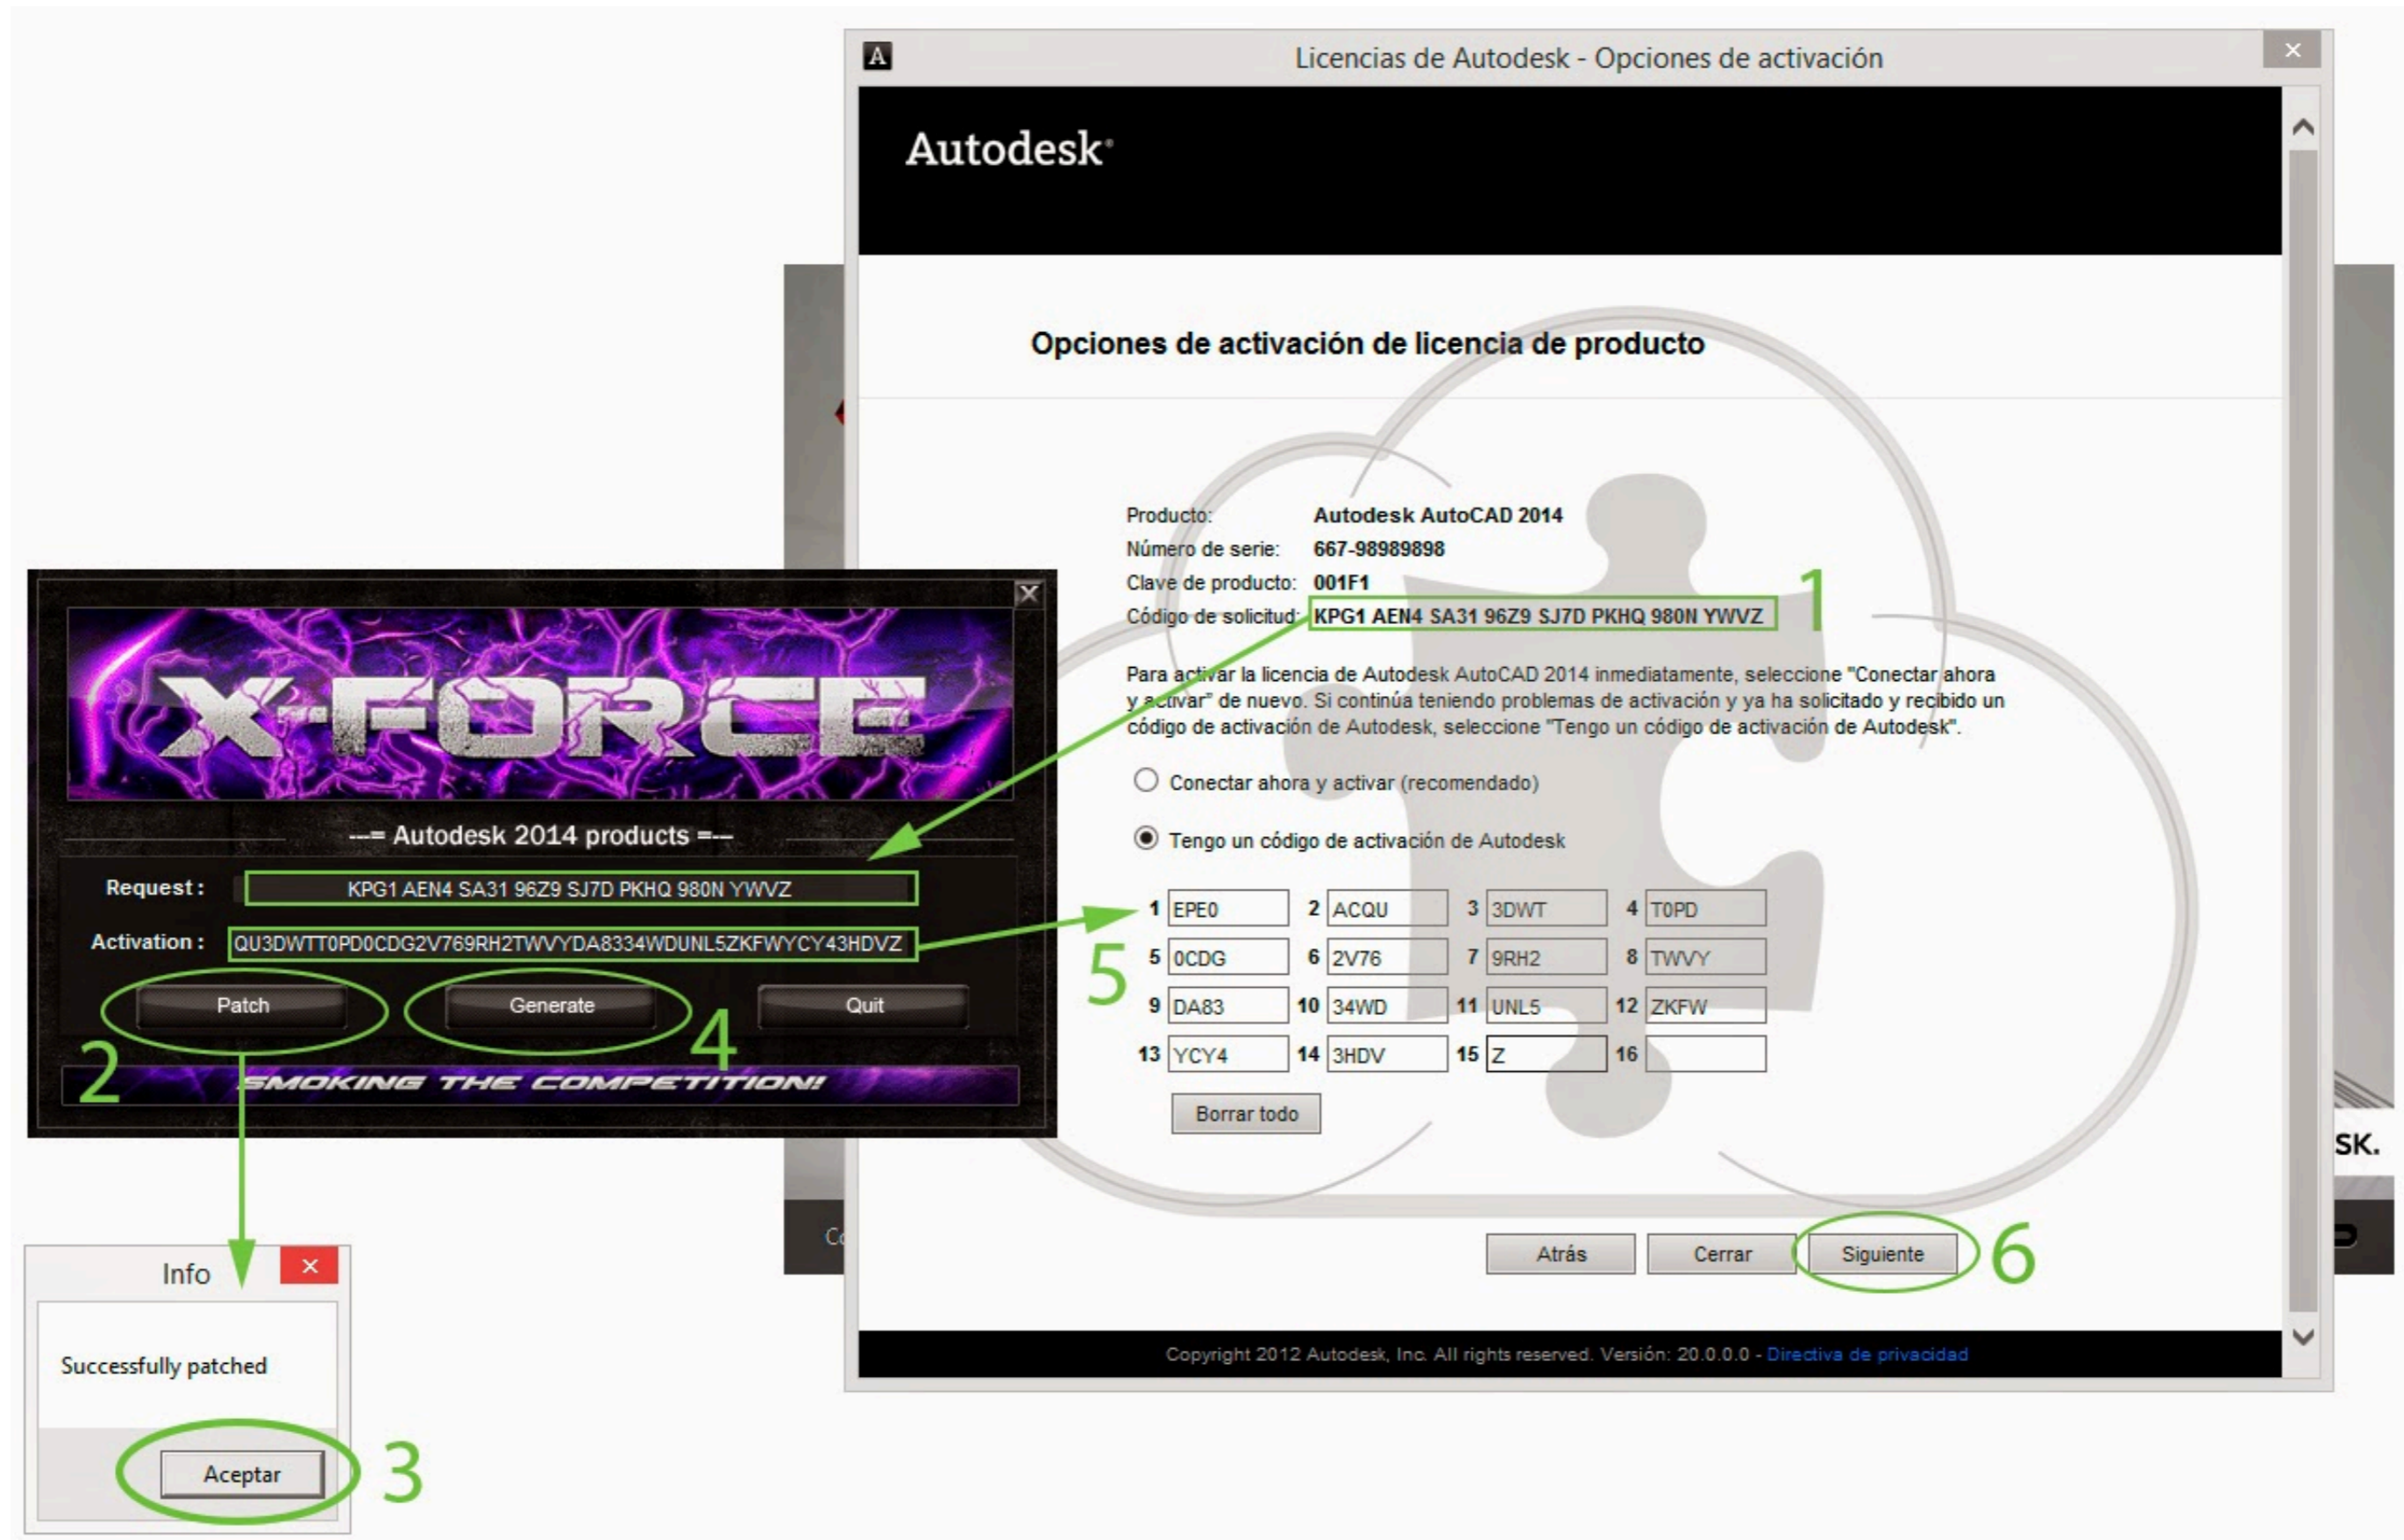 Licencias de Autodesk - Opciones de activación
Autodesk
Opciones de activación de licencia de producto
Producto: Autodesk AutoCAD 2014
Número de serie: 667-98989898
Clave de producto: 001F1
Código de solicitud: KPG1 AEN4 SA31 96Z9 SJ7D PKHQ 980N YWVZ
1
Para activar la licencia de Autodesk AutoCAD 2014 inmediatamente, seleccione "Conectar ahora
y activar" de nuevo. Si continúa teniendo problemas de activación y ya ha solicitado y recibido un
código de activación de Autodesk, seleccione "Tengo un código de activación de Autodesk".
Conectar ahora y activar (recomendado)
Tengo un código de activación de Autodesk
1 EPE0 2 ACQU 3 3DWT 4 T0PD
5 0CDG 6 2V76 7 9RH2 8 TWVY
9 DA83 10 34WD 11 UNL5 12 ZKFW
13 YCY4 14 3HDV 15 Z 16
5
Borrar todo
Atrás Cerrar Siguiente
6
Copyright 2012 Autodesk, Inc. All rights reserved. Versión: 20.0.0.0 - Directiva de privacidad
X-FORCE
---= Autodesk 2014 products =---
Request : KPG1 AEN4 SA31 96Z9 SJ7D PKHQ 980N YWVZ
Activation : QU3DWTT0PD0CDG2V769RH2TWVYDA8334WDUNL5ZKFWYCY43HDVZ
Patch Generate Quit
2
4
SMOKING THE COMPETITION!
Info
Successfully patched
Aceptar
3
SK.